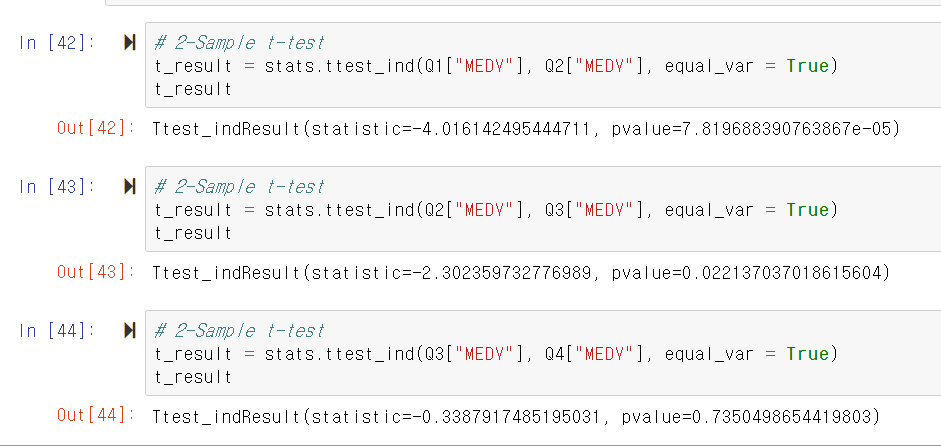 In [42]:
# 2-Sample t-test
t_result = stats.ttest_ind(Q1["MEDV"], Q2["MEDV"], equal_var = True)
t_result
Out[42]: Ttest_indResult(statistic=-4.016142495444711, pvalue=7.819688390763867e-05)
In [43]:
# 2-Sample t-test
t_result = stats.ttest_ind(Q2["MEDV"], Q3["MEDV"], equal_var = True)
t_result
Out[43]: Ttest_indResult(statistic=-2.302359732776989, pvalue=0.022137037018615604)
In [44]:
# 2-Sample t-test
t_result = stats.ttest_ind(Q3["MEDV"], Q4["MEDV"], equal_var = True)
t_result
Out[44]: Ttest_indResult(statistic=-0.3387917485195031, pvalue=0.7350498654419803)